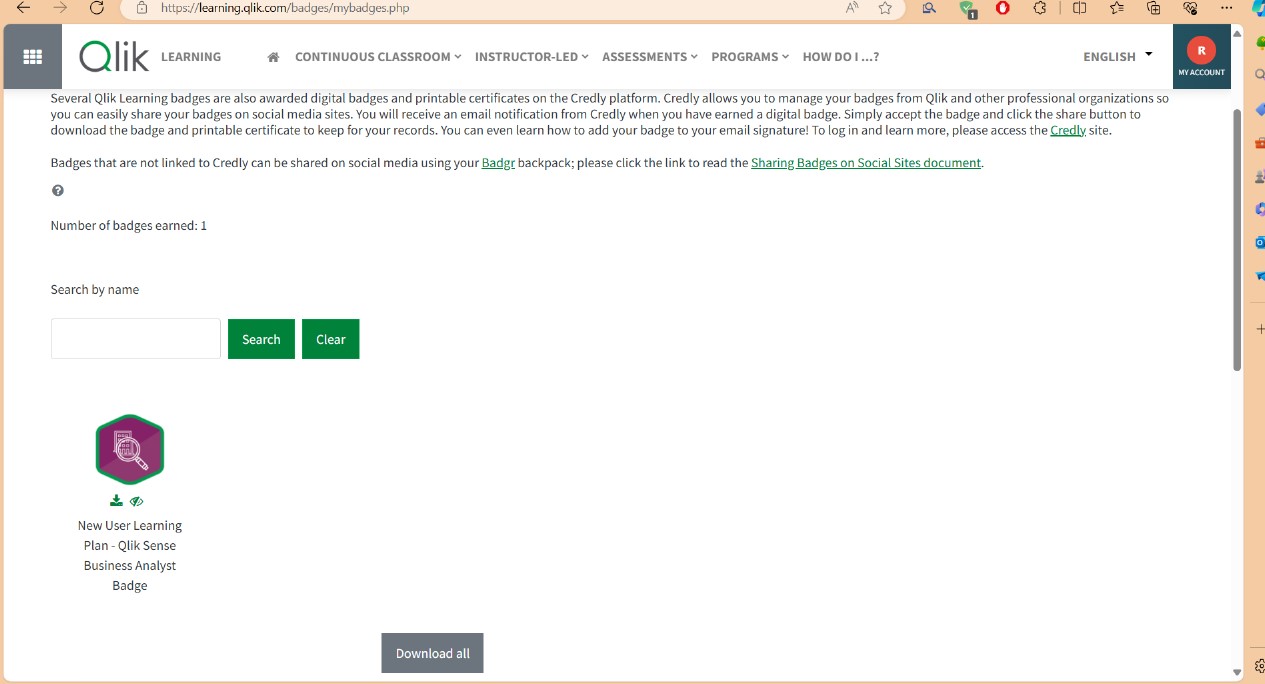 https://learning.qlik.com/badges/mybadges.php
1
Qlik LEARNING
CONTINUOUS CLASSROOM
INSTRUCTOR-LED
ASSESSMENTS
PROGRAMS
HOW DO I ...?
ENGLISH
R
MY ACCOUNT
Several Qlik Learning badges are also awarded digital badges and printable certificates on the Credly platform. Credly allows you to manage your badges from Qlik and other professional organizations so
you can easily share your badges on social media sites. You will receive an email notification from Credly when you have earned a digital badge. Simply accept the badge and click the share button to
download the badge and printable certificate to keep for your records. You can even learn how to add your badge to your email signature! To log in and learn more, please access the Credly site.
Badges that are not linked to Credly can be shared on social media using your Badgr backpack; please click the link to read the Sharing Badges on Social Sites document.
Number of badges earned: 1
Search by name
Search
Clear
New User Learning
Plan - Qlik Sense
Business Analyst
Badge
Download all